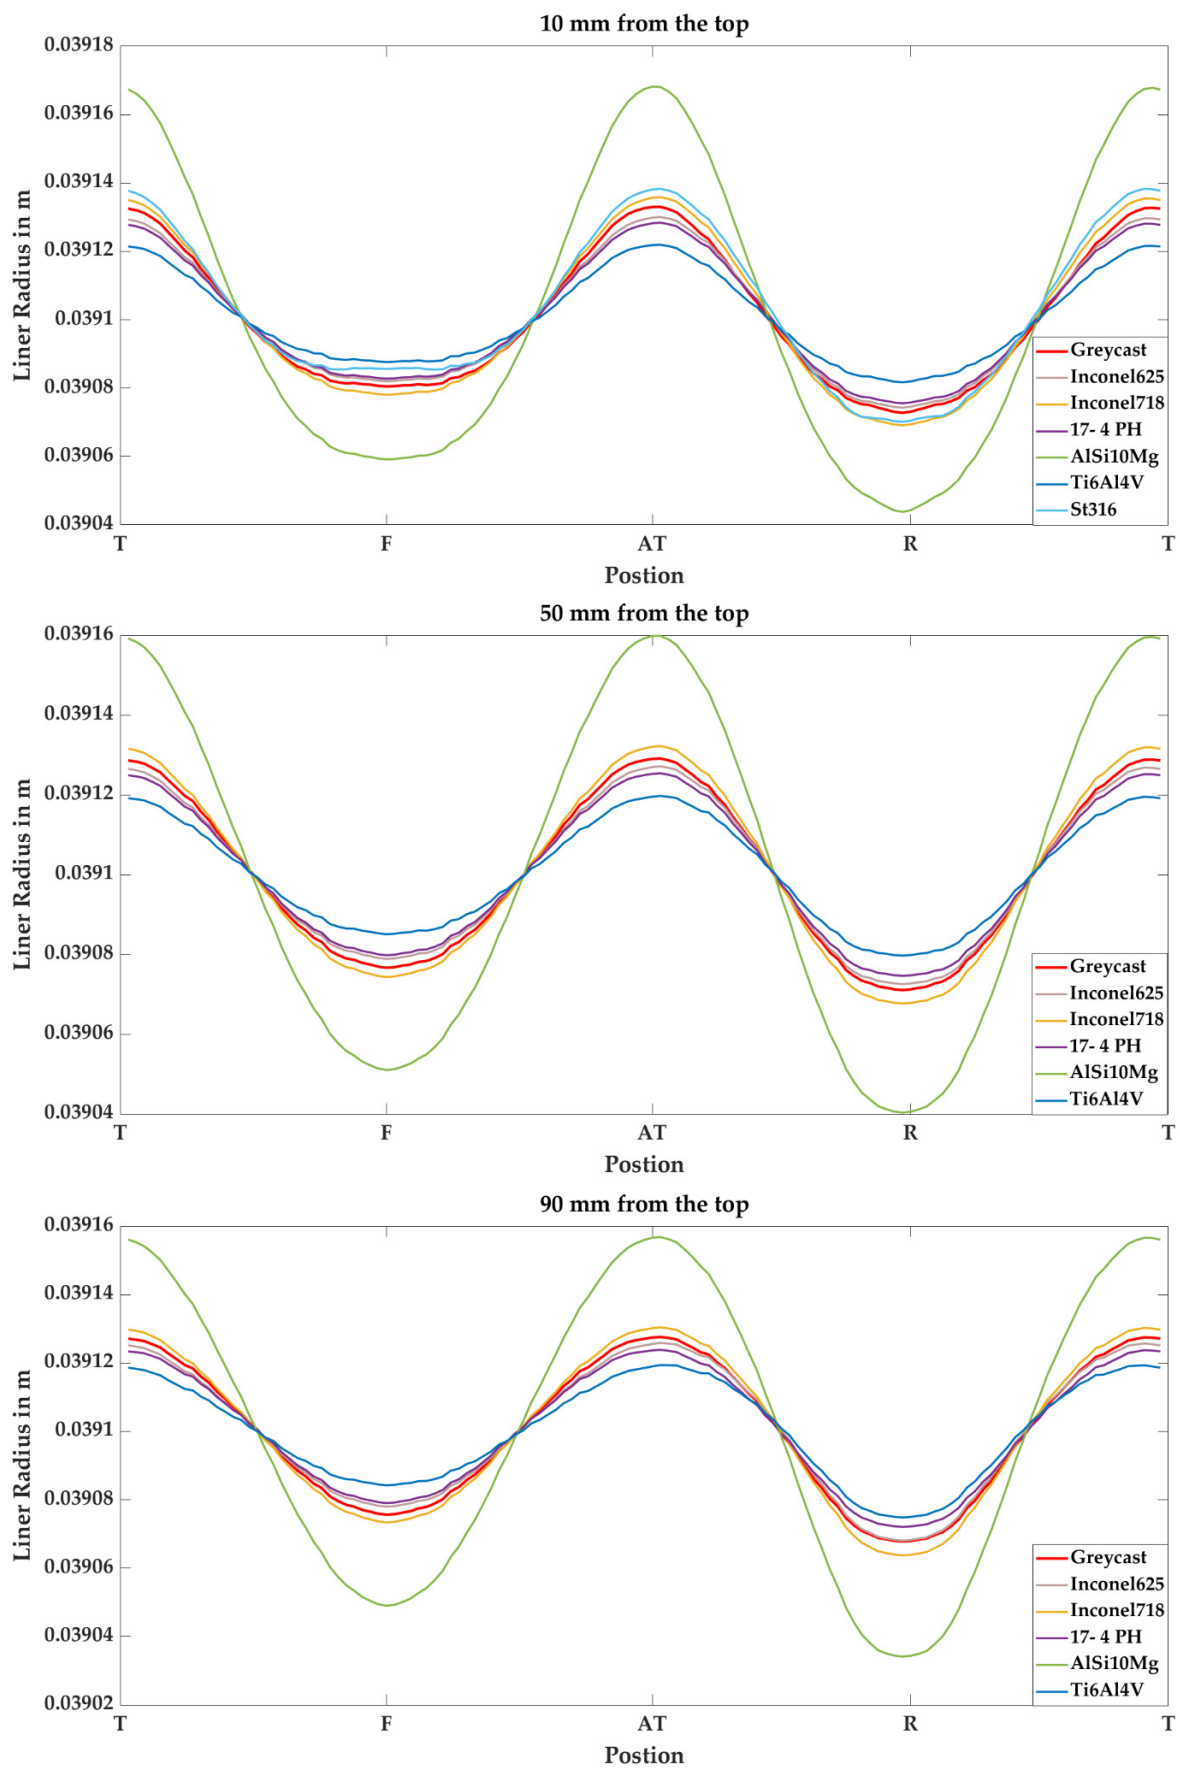 10 mm from the top
0.03918
0.03916
0.03914
0.03912
0.0391
0.03908
0.03906
0.03904
Liner Radius in m
Greycast
Inconel625
Inconel718
17- 4 PH
AlSi10Mg
Ti6Al4V
St316
T F AT R T
Postion
50 mm from the top
0.03916
0.03914
0.03912
0.0391
0.03908
0.03906
0.03904
Liner Radius in m
Greycast
Inconel625
Inconel718
17- 4 PH
AlSi10Mg
Ti6Al4V
T F AT R T
Postion
90 mm from the top
0.03916
0.03914
0.03912
0.0391
0.03908
0.03906
0.03904
0.03902
Liner Radius in m
Greycast
Inconel625
Inconel718
17- 4 PH
AlSi10Mg
Ti6Al4V
T F AT R T
Postion